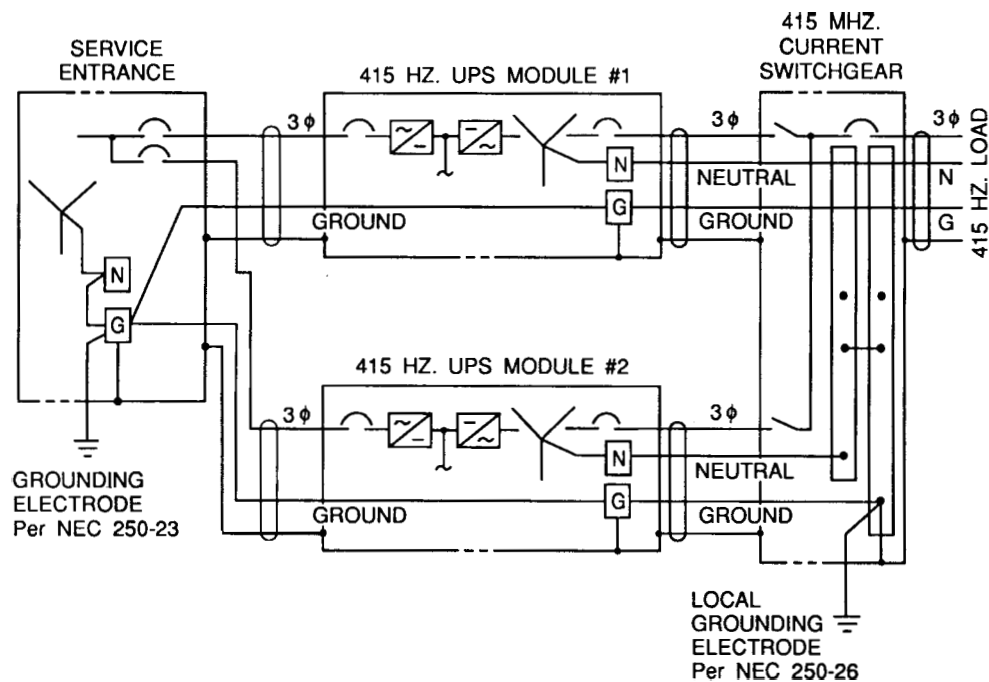 415 MHZ.
CURRENT
SWITCHGEAR
SERVICE
ENTRANCE
415 HZ. UPS MODULE #1
3ϕ
3ϕ
3ϕ
N
NEUTRAL
N
G
GROUND
GROUND
G
415 HZ. LOAD
N
G
415 HZ. UPS MODULE #2
3ϕ
3ϕ
N
NEUTRAL
G
GROUND
GROUND
GROUNDING
ELECTRODE
Per NEC 250-23
LOCAL
GROUNDING
ELECTRODE
Per NEC 250-26